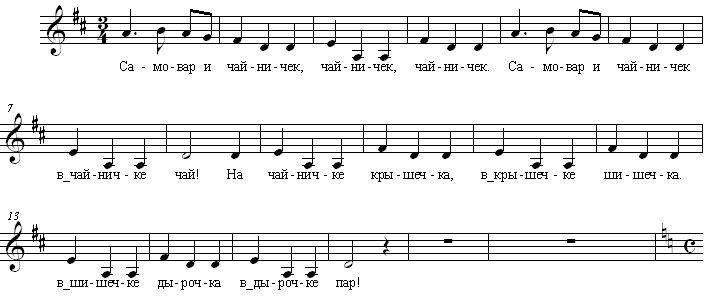 3
4
Са - мо - вар и чай - ни - чек, чай - ни - чек, чай - ни - чек. Са - мо - вар и чай - ни - чек
7
в_чай - нич - ке чай! На чай - нич - ке кры - шеч - ка, в_кры - шеч - ке ши - шеч - ка.
13
в_ши - шеч - ке ды - роч - ка в_ды - роч - ке пар!